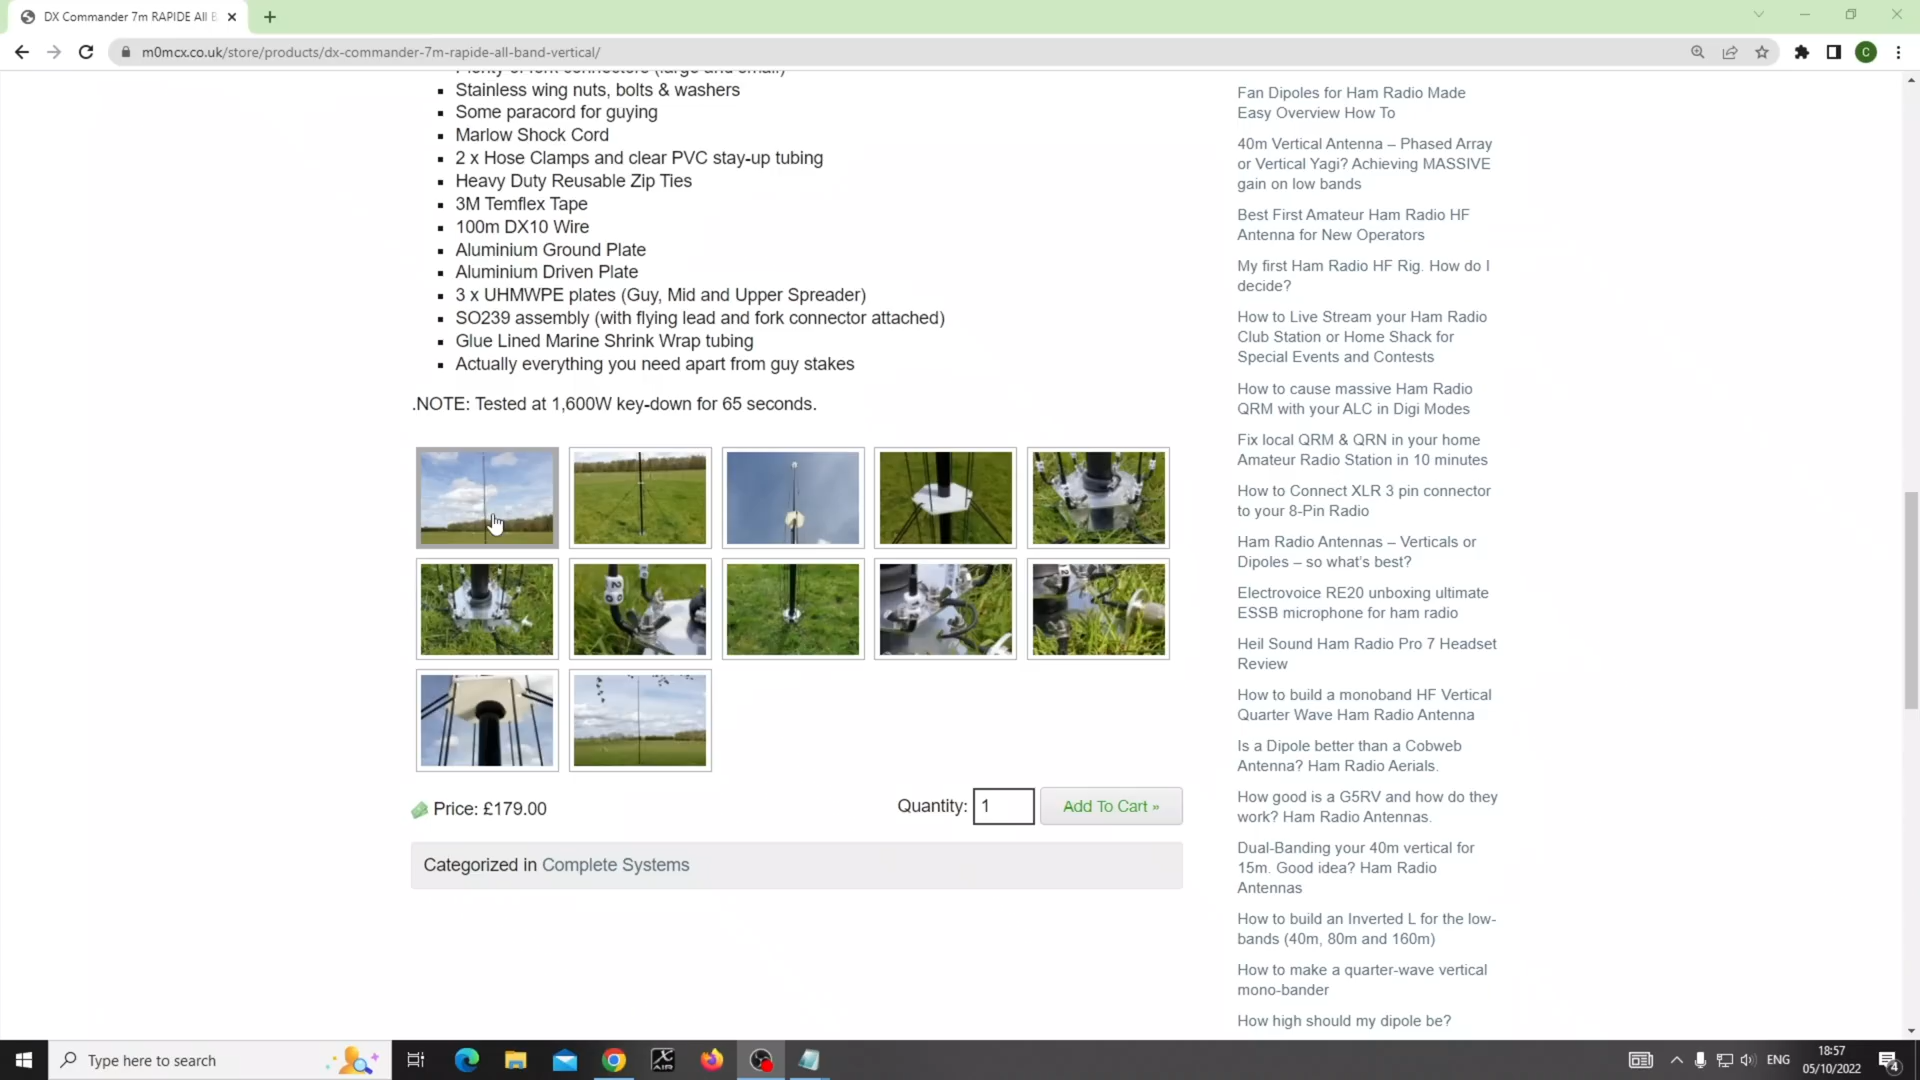 DX Commander 7m RAPIDE All B
m0mcx.co.uk/store/products/dx-commander-7m-rapide-all-band-vertical/
C
Plenty of fork connectors (large and small)
Stainless wing nuts, bolts & washers
Some paracord for guying
Marlow Shock Cord
2 x Hose Clamps and clear PVC stay-up tubing
Heavy Duty Reusable Zip Ties
3M Temflex Tape
100m DX10 Wire
Aluminium Ground Plate
Aluminium Driven Plate
3 x UHMWPE plates (Guy, Mid and Upper Spreader)
SO239 assembly (with flying lead and fork connector attached)
Glue Lined Marine Shrink Wrap tubing
Actually everything you need apart from guy stakes
.NOTE: Tested at 1,600W key-down for 65 seconds.
Price: £179.00
Quantity: 1
Add To Cart »
Categorized in Complete Systems
Fan Dipoles for Ham Radio Made
Easy Overview How To
40m Vertical Antenna – Phased Array
or Vertical Yagi? Achieving MASSIVE
gain on low bands
Best First Amateur Ham Radio HF
Antenna for New Operators
My first Ham Radio HF Rig. How do I
decide?
How to Live Stream your Ham Radio
Club Station or Home Shack for
Special Events and Contests
How to cause massive Ham Radio
QRM with your ALC in Digi Modes
Fix local QRM & QRN in your home
Amateur Radio Station in 10 minutes
How to Connect XLR 3 pin connector
to your 8-Pin Radio
Ham Radio Antennas – Verticals or
Dipoles – so what's best?
Electrovoice RE20 unboxing ultimate
ESSB microphone for ham radio
Heil Sound Ham Radio Pro 7 Headset
Review
How to build a monoband HF Vertical
Quarter Wave Ham Radio Antenna
Is a Dipole better than a Cobweb
Antenna? Ham Radio Aerials.
How good is a G5RV and how do they
work? Ham Radio Antennas.
Dual-Banding your 40m vertical for
15m. Good idea? Ham Radio
Antennas
How to build an Inverted L for the low-
bands (40m, 80m and 160m)
How to make a quarter-wave vertical
mono-bander
How high should my dipole be?
Type here to search
X AIR
ENG
18:57
05/10/2022
4